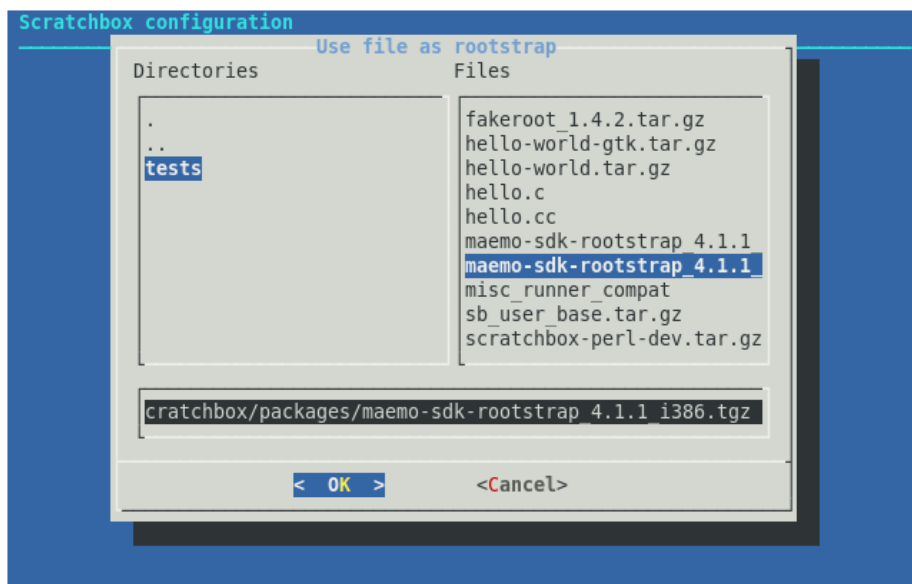 Scratchbox configuration
Use file as rootstrap
Directories
Files
.
..
tests
fakeroot_1.4.2.tar.gz
hello-world-gtk.tar.gz
hello-world.tar.gz
hello.c
hello.cc
maemo-sdk-rootstrap_4.1.1_
maemo-sdk-rootstrap_4.1.1_
misc_runner_compat
sb_user_base.tar.gz
scratchbox-perl-dev.tar.gz
cratchbox/packages/maemo-sdk-rootstrap_4.1.1_i386.tgz
< OK >
<Cancel>